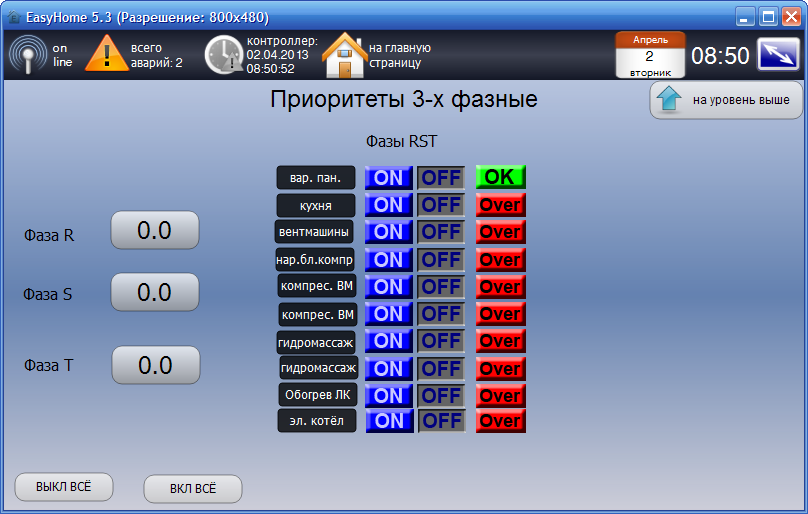 EasyHome 5.3 (Разрешение: 800x480)
on
line
всего
аварий: 2
контроллер:
02.04.2013
08:50:52
на главную
страницу
Апрель
2
вторник
08:50
Приоритеты 3-х фазные
на уровень выше
Фазы RST
вар. пан. ON OFF OK
кухня ON OFF Over
вентмашины ON OFF Over
нар.бл.компр ON OFF Over
компрес. ВМ ON OFF Over
компрес. ВМ ON OFF Over
гидромассаж ON OFF Over
гидромассаж ON OFF Over
Обогрев ЛК ON OFF Over
эл. котёл ON OFF Over
Фаза R 0.0
Фаза S 0.0
Фаза T 0.0
ВЫКЛ ВСЁ
ВКЛ ВСЁ